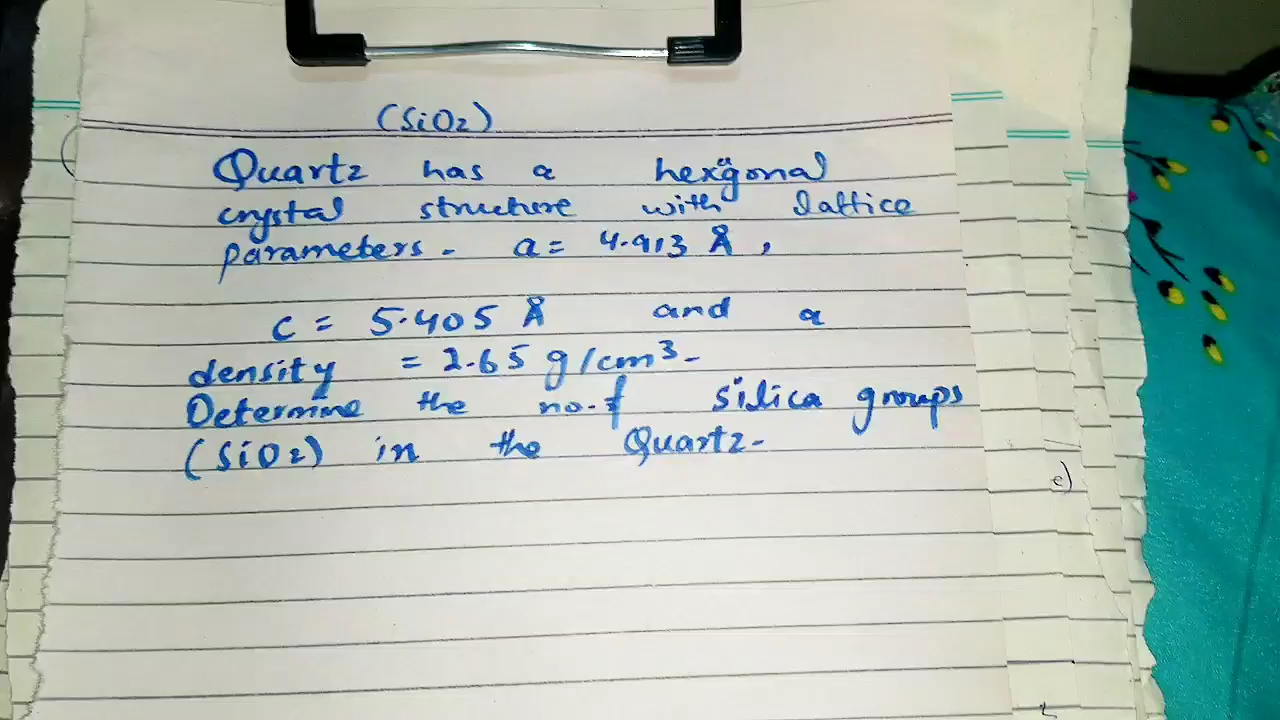 (SiO2)
Quartz has a hexagonal
crystal structure with lattice
parameters. a = 4.913 Å,
c = 5.405 Å and a
density = 2.65 g/cm³.
Determine the no. of silica groups
(SiO2) in the Quartz.
e)